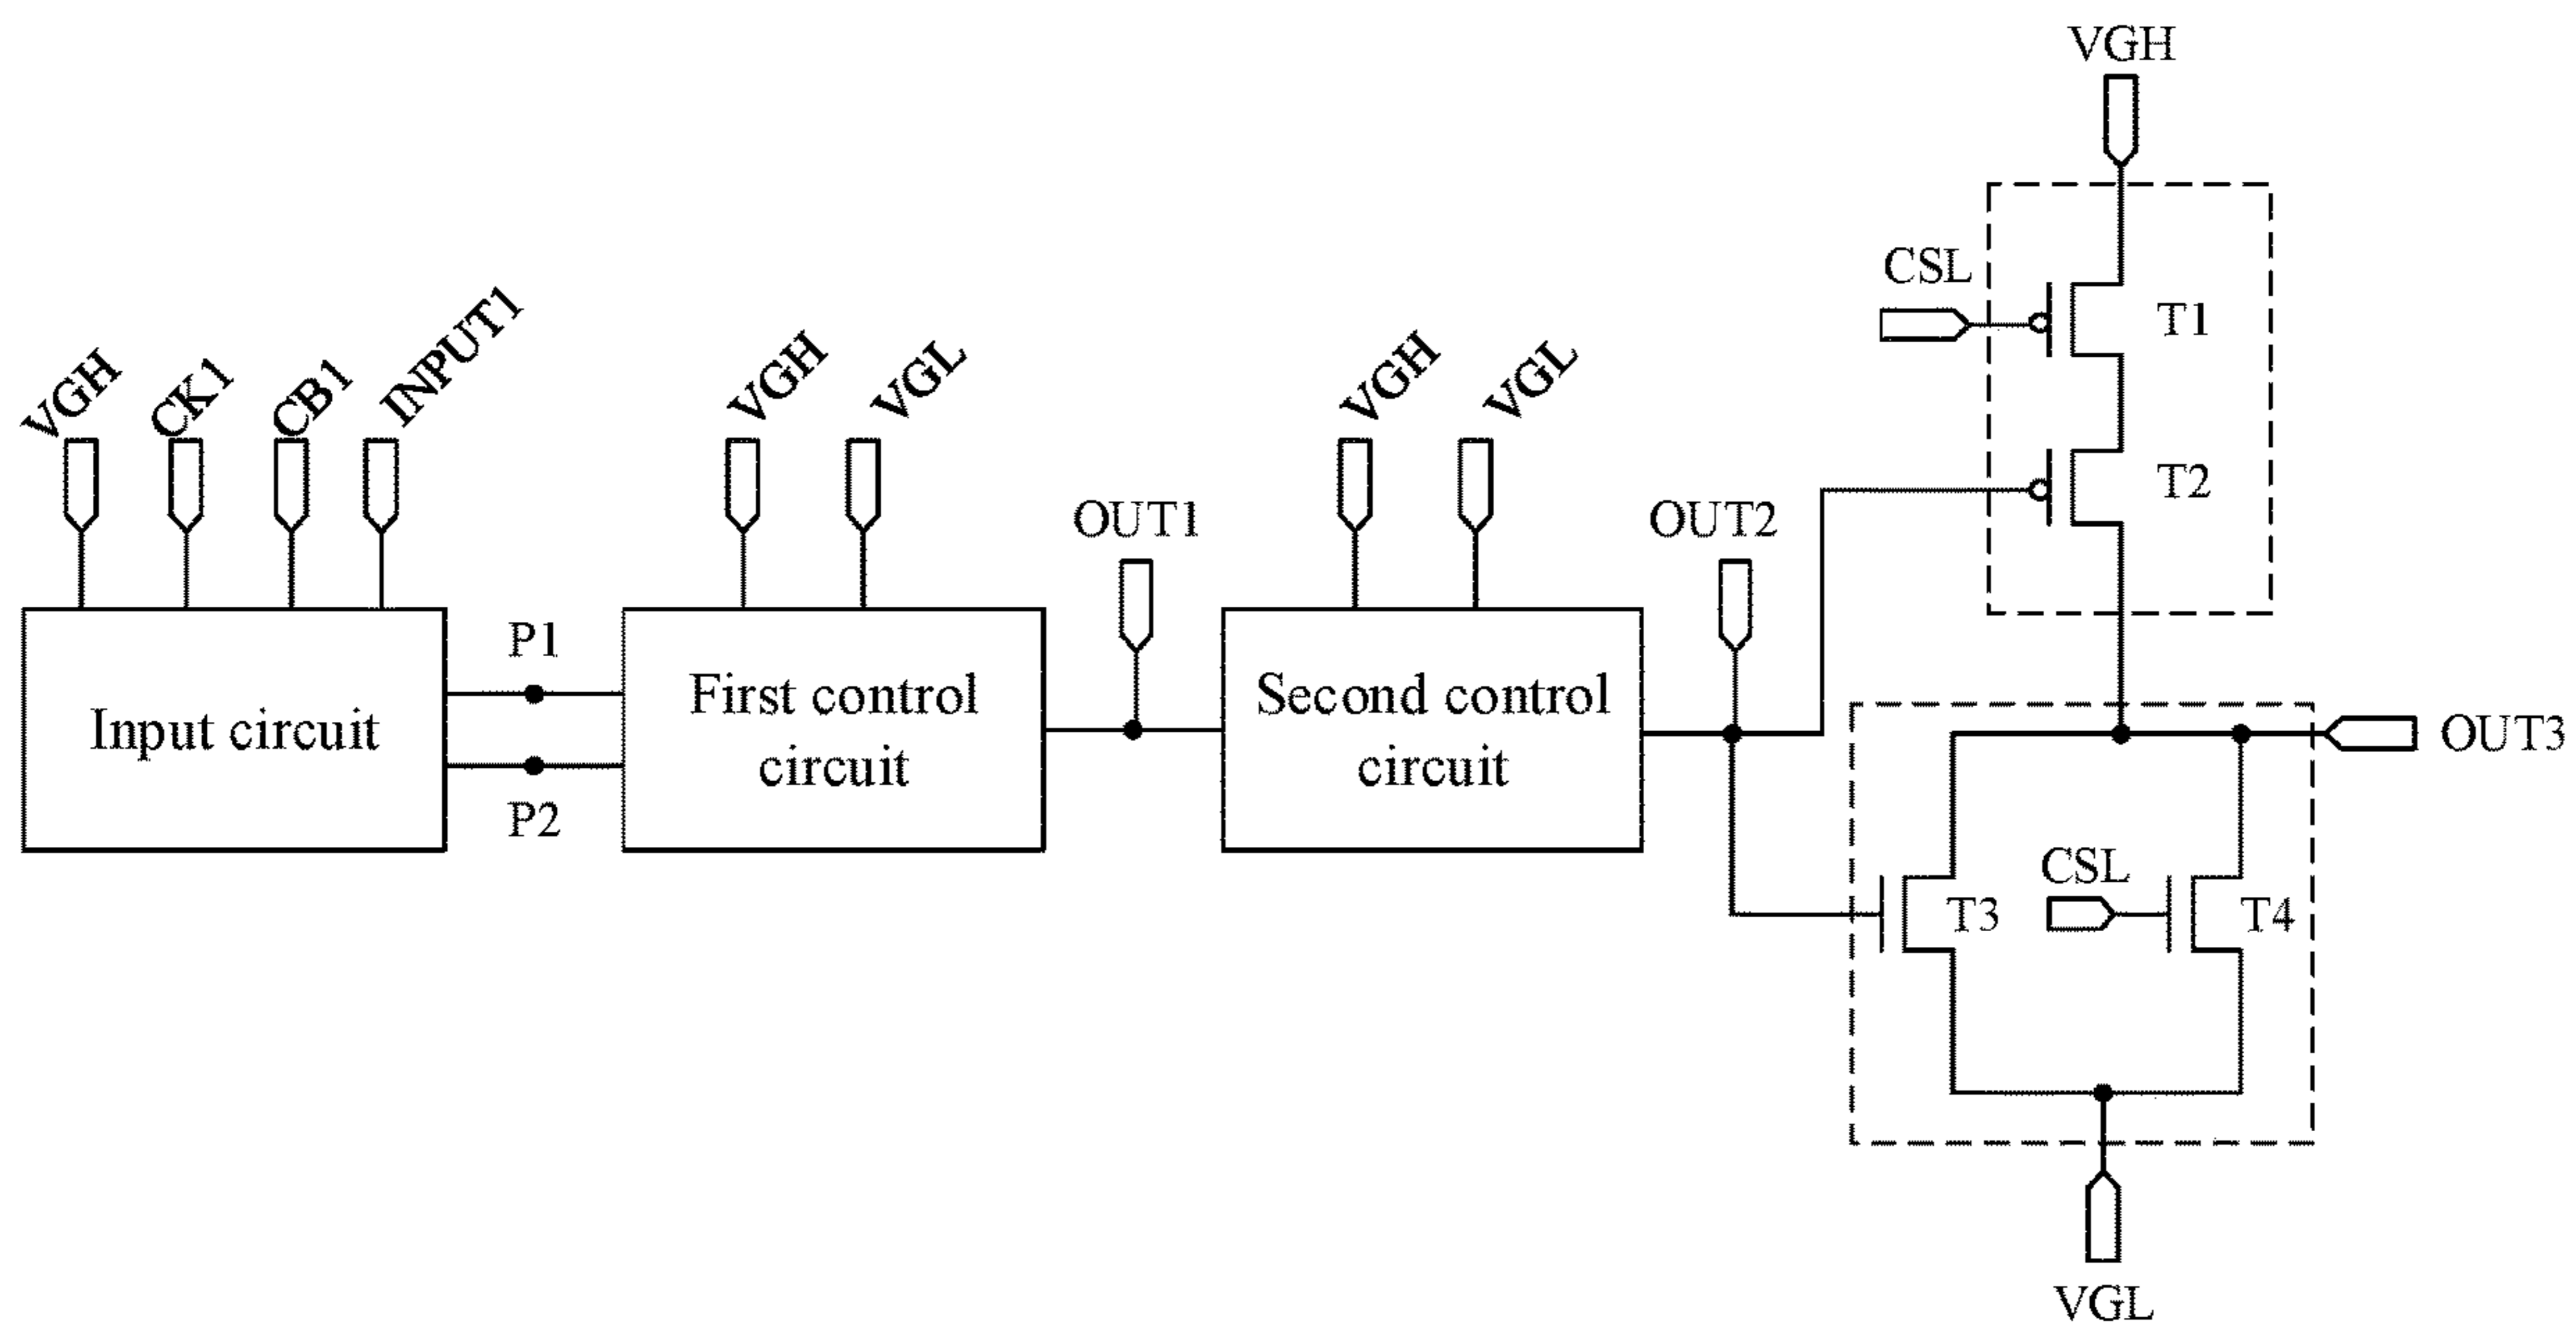 VGH
CSL
T1
VGH
CK1
CB1
INPUT1
VGH
VGL
VGH
VGL
T2
OUT1
OUT2
P1
Input circuit
First control
circuit
Second control
circuit
OUT3
P2
CSL
T3
T4
VGL